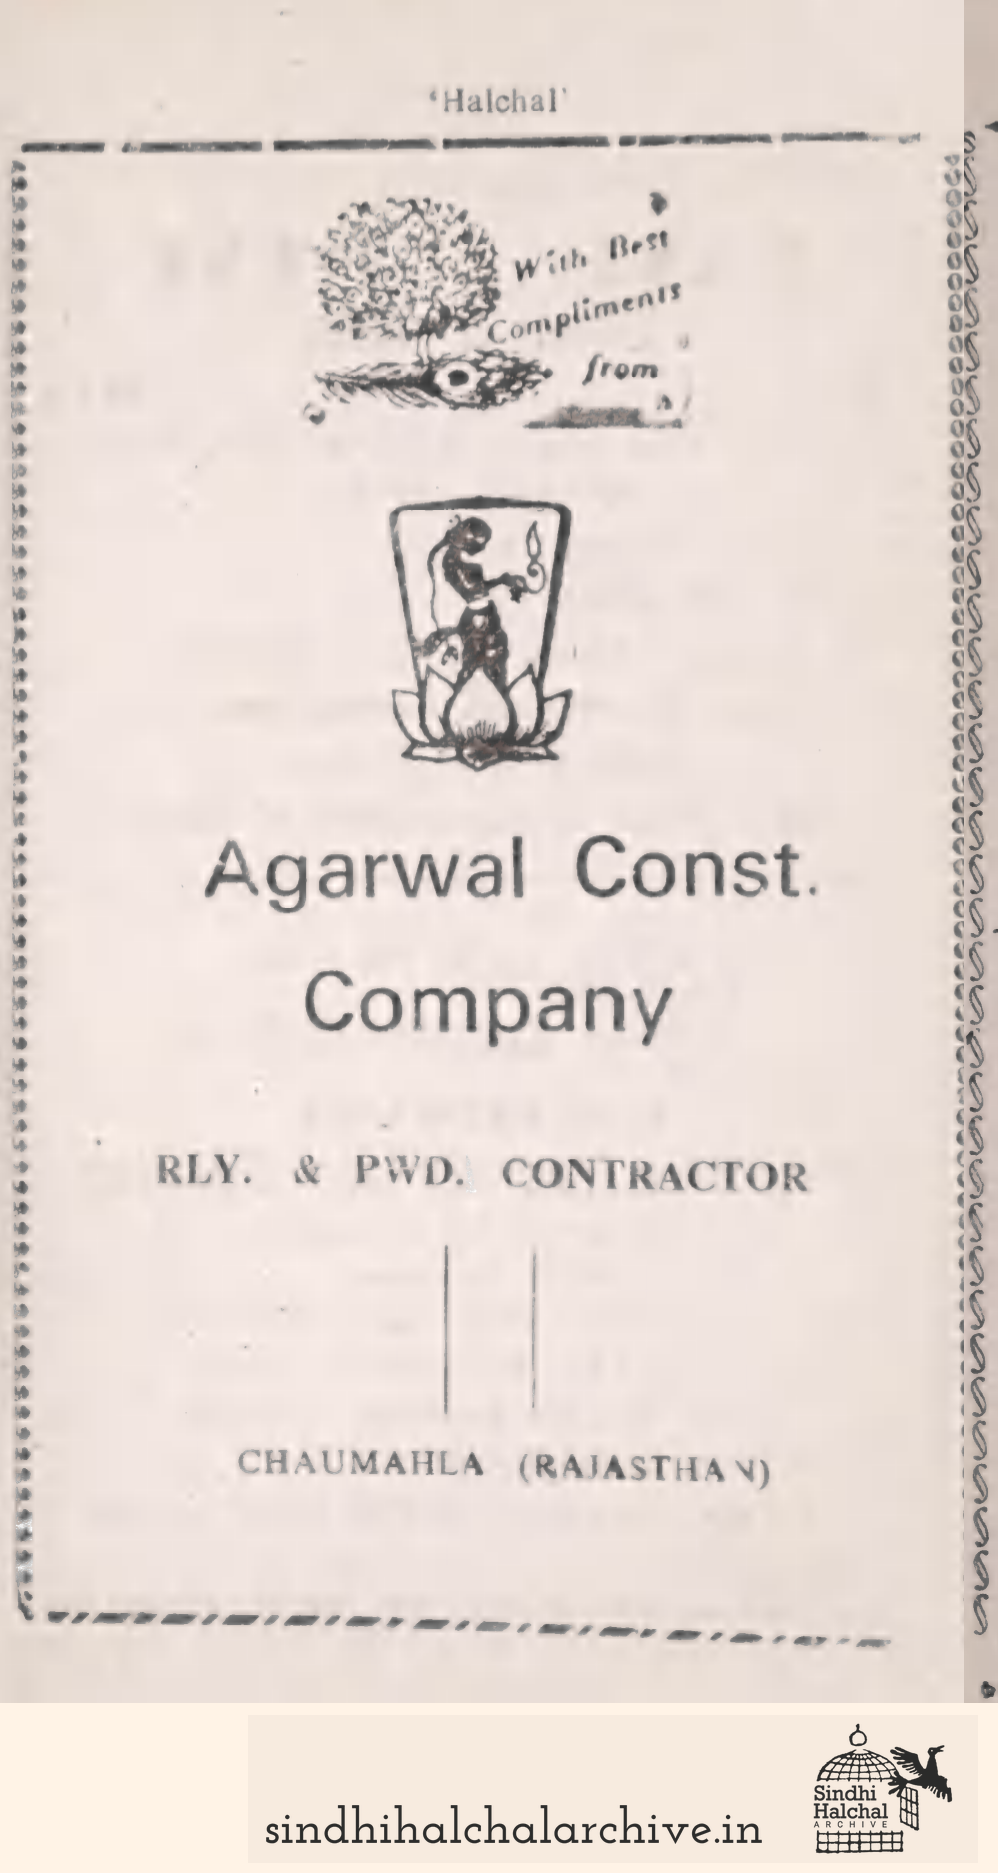 'Halchal'
With Best
Compliments
from
Agarwal Const.
Company
RLY. & PWD. CONTRACTOR
CHAUMAHLA (RAJASTHAN)
sindhihalchalarchive.in
Sindhi
Halchal
ARCHIVE